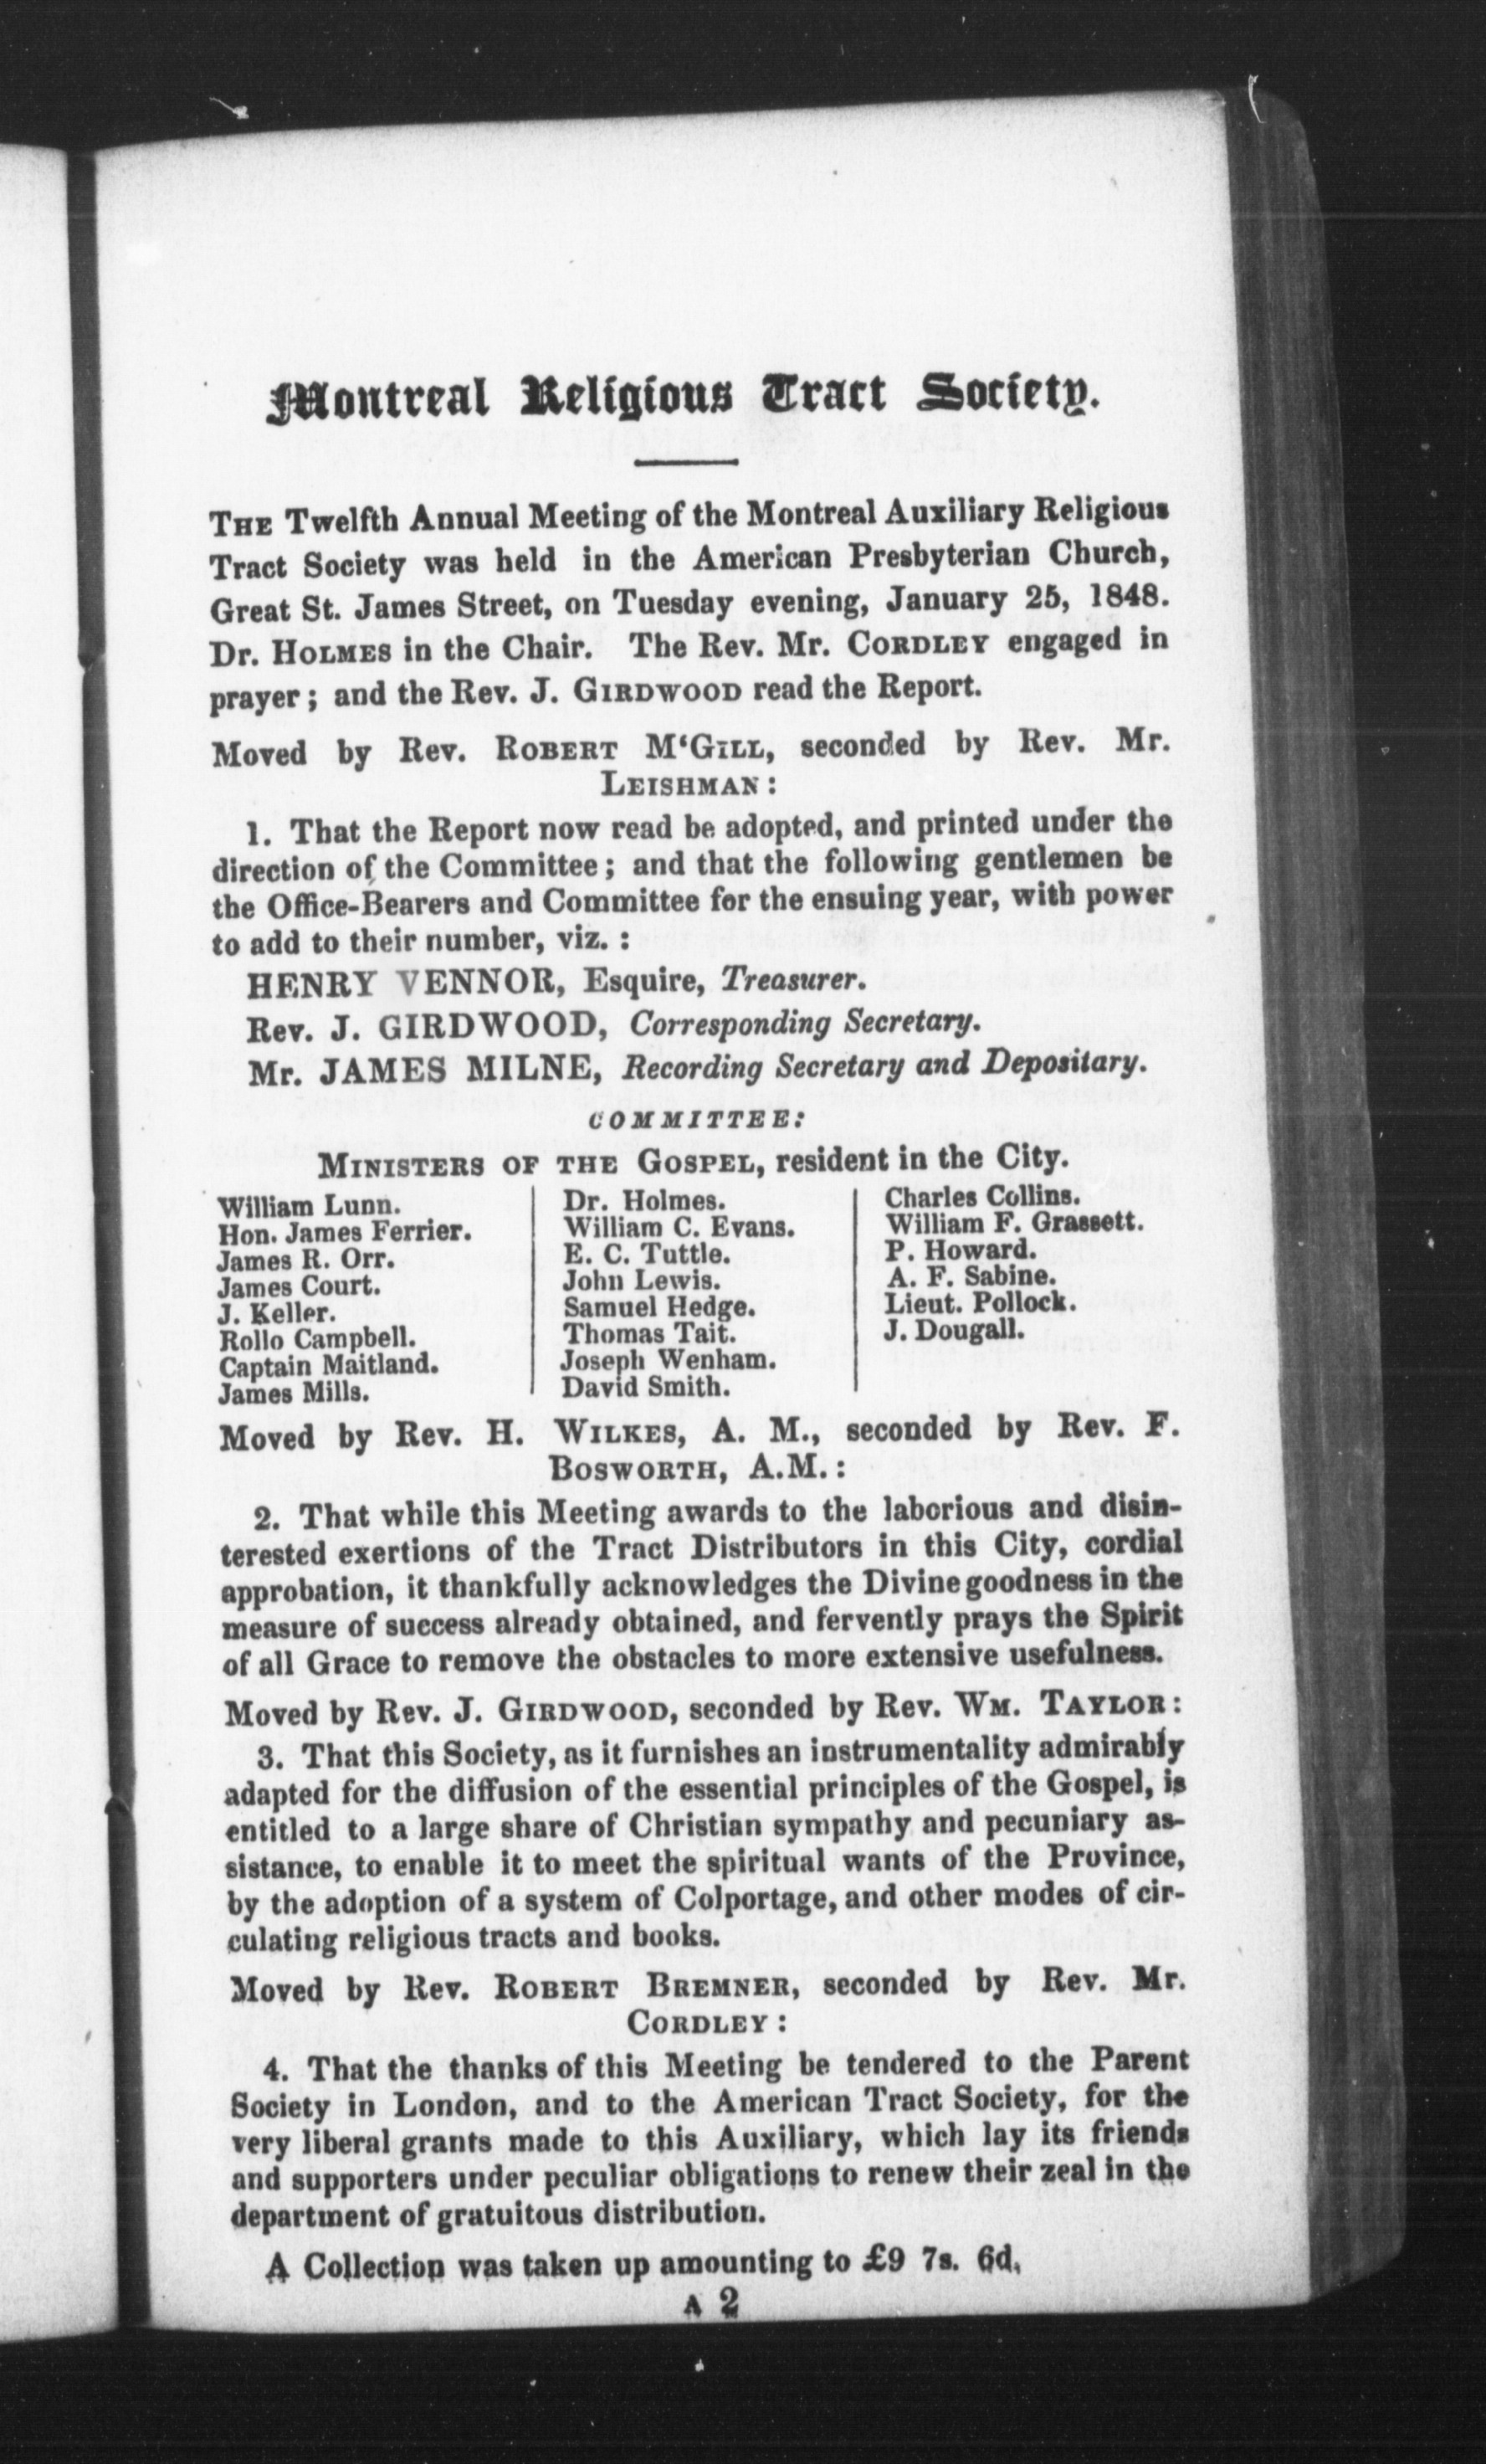 Montreal Religious Tract Society.
THE Twelfth Annual Meeting of the Montreal Auxiliary Religious
Tract Society was held in the American Presbyterian Church,
Great St. James Street, on Tuesday evening, January 25, 1848.
Dr. HOLMES in the Chair. The Rev. Mr. CORDLEY engaged in
prayer; and the Rev. J. GIRDWOOD read the Report.
Moved by Rev. ROBERT M‘GILL, seconded by Rev. Mr.
LEISHMAN:
1. That the Report now read be adopted, and printed under the
direction of the Committee; and that the following gentlemen be
the Office-Bearers and Committee for the ensuing year, with power
to add to their number, viz.:
HENRY VENNOR, Esquire, Treasurer.
Rev. J. GIRDWOOD, Corresponding Secretary.
Mr. JAMES MILNE, Recording Secretary and Depositary.
COMMITTEE:
MINISTERS OF THE GOSPEL, resident in the City.
William Lunn.
Hon. James Ferrier.
James R. Orr.
James Court.
J. Keller.
Rollo Campbell.
Captain Maitland.
James Mills.
Dr. Holmes.
William C. Evans.
E. C. Tuttle.
John Lewis.
Samuel Hedge.
Thomas Tait.
Joseph Wenham.
David Smith.
Charles Collins.
William F. Grassett.
P. Howard.
A. F. Sabine.
Lieut. Pollock.
J. Dougall.
Moved by Rev. H. WILKES, A. M., seconded by Rev. F.
BOSWORTH, A.M.:
2. That while this Meeting awards to the laborious and disin-
terested exertions of the Tract Distributors in this City, cordial
approbation, it thankfully acknowledges the Divine goodness in the
measure of success already obtained, and fervently prays the Spirit
of all Grace to remove the obstacles to more extensive usefulness.
Moved by Rev. J. GIRDWOOD, seconded by Rev. WM. TAYLOR:
3. That this Society, as it furnishes an instrumentality admirably
adapted for the diffusion of the essential principles of the Gospel, is
entitled to a large share of Christian sympathy and pecuniary as-
sistance, to enable it to meet the spiritual wants of the Province,
by the adoption of a system of Colportage, and other modes of cir-
culating religious tracts and books.
Moved by Rev. ROBERT BREMNER, seconded by Rev. Mr.
CORDLEY:
4. That the thanks of this Meeting be tendered to the Parent
Society in London, and to the American Tract Society, for the
very liberal grants made to this Auxiliary, which lay its friends
and supporters under peculiar obligations to renew their zeal in the
department of gratuitous distribution.
A Collection was taken up amounting to £9 7s. 6d.
A 2